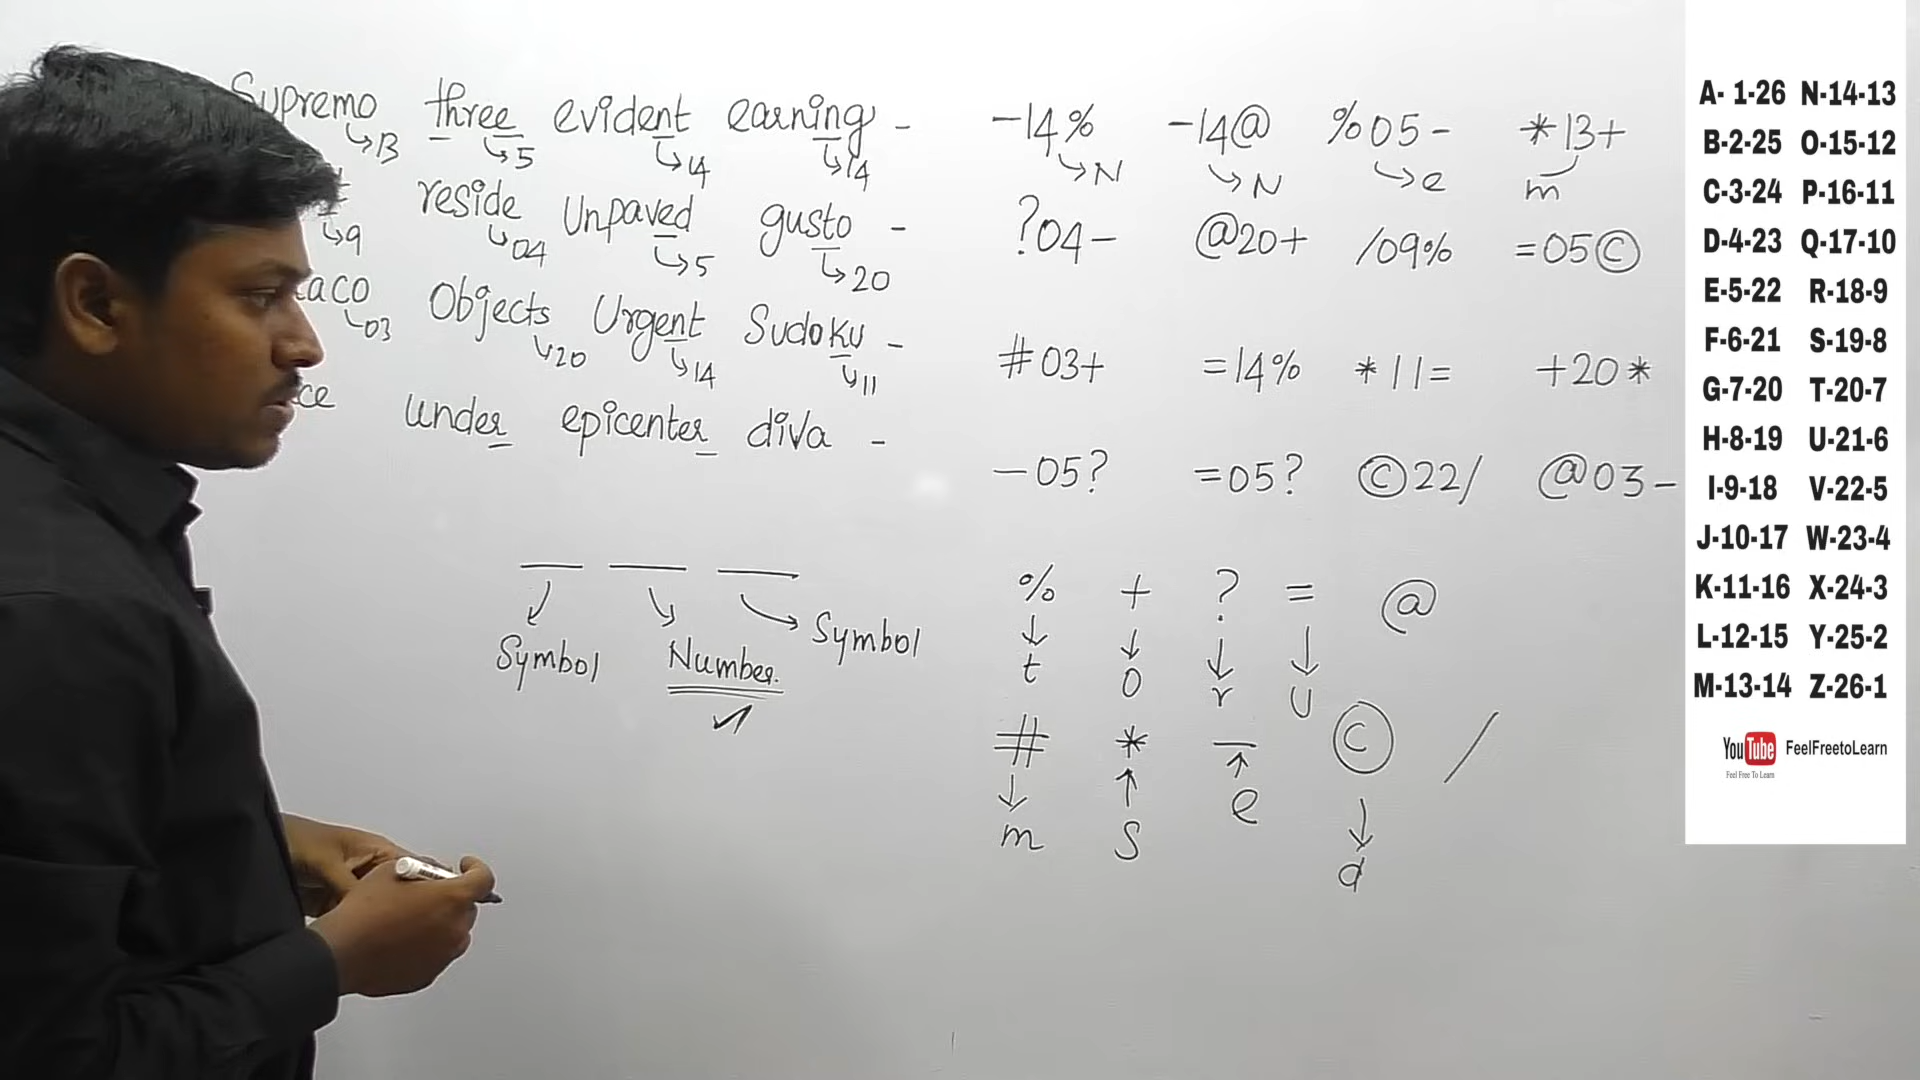 Supremo three evident earning - -14% -14@ %05- *13+
↳13 ↳5 ↳14 ↳14 ↳N ↳N ↳e m
reside Unpaved gusto - ?04- @20+ /09% =05©
↳9 ↳04 ↳5 ↳20
Objects Urgent Sudoku - #03+ =14% *11= +20*
↳03 ↳20 ↳14 ↳11
under epicenter diva - -05? =05? ©22/ @03-
Symbol Number Symbol
% + ? = @
t o r u
# * - © /
m s e d
A- 1-26 N-14-13
B-2-25 O-15-12
C-3-24 P-16-11
D-4-23 Q-17-10
E-5-22 R-18-9
F-6-21 S-19-8
G-7-20 T-20-7
H-8-19 U-21-6
I-9-18 V-22-5
J-10-17 W-23-4
K-11-16 X-24-3
L-12-15 Y-25-2
M-13-14 Z-26-1
YouTube FeelFreetoLearn
Feel Free To Learn